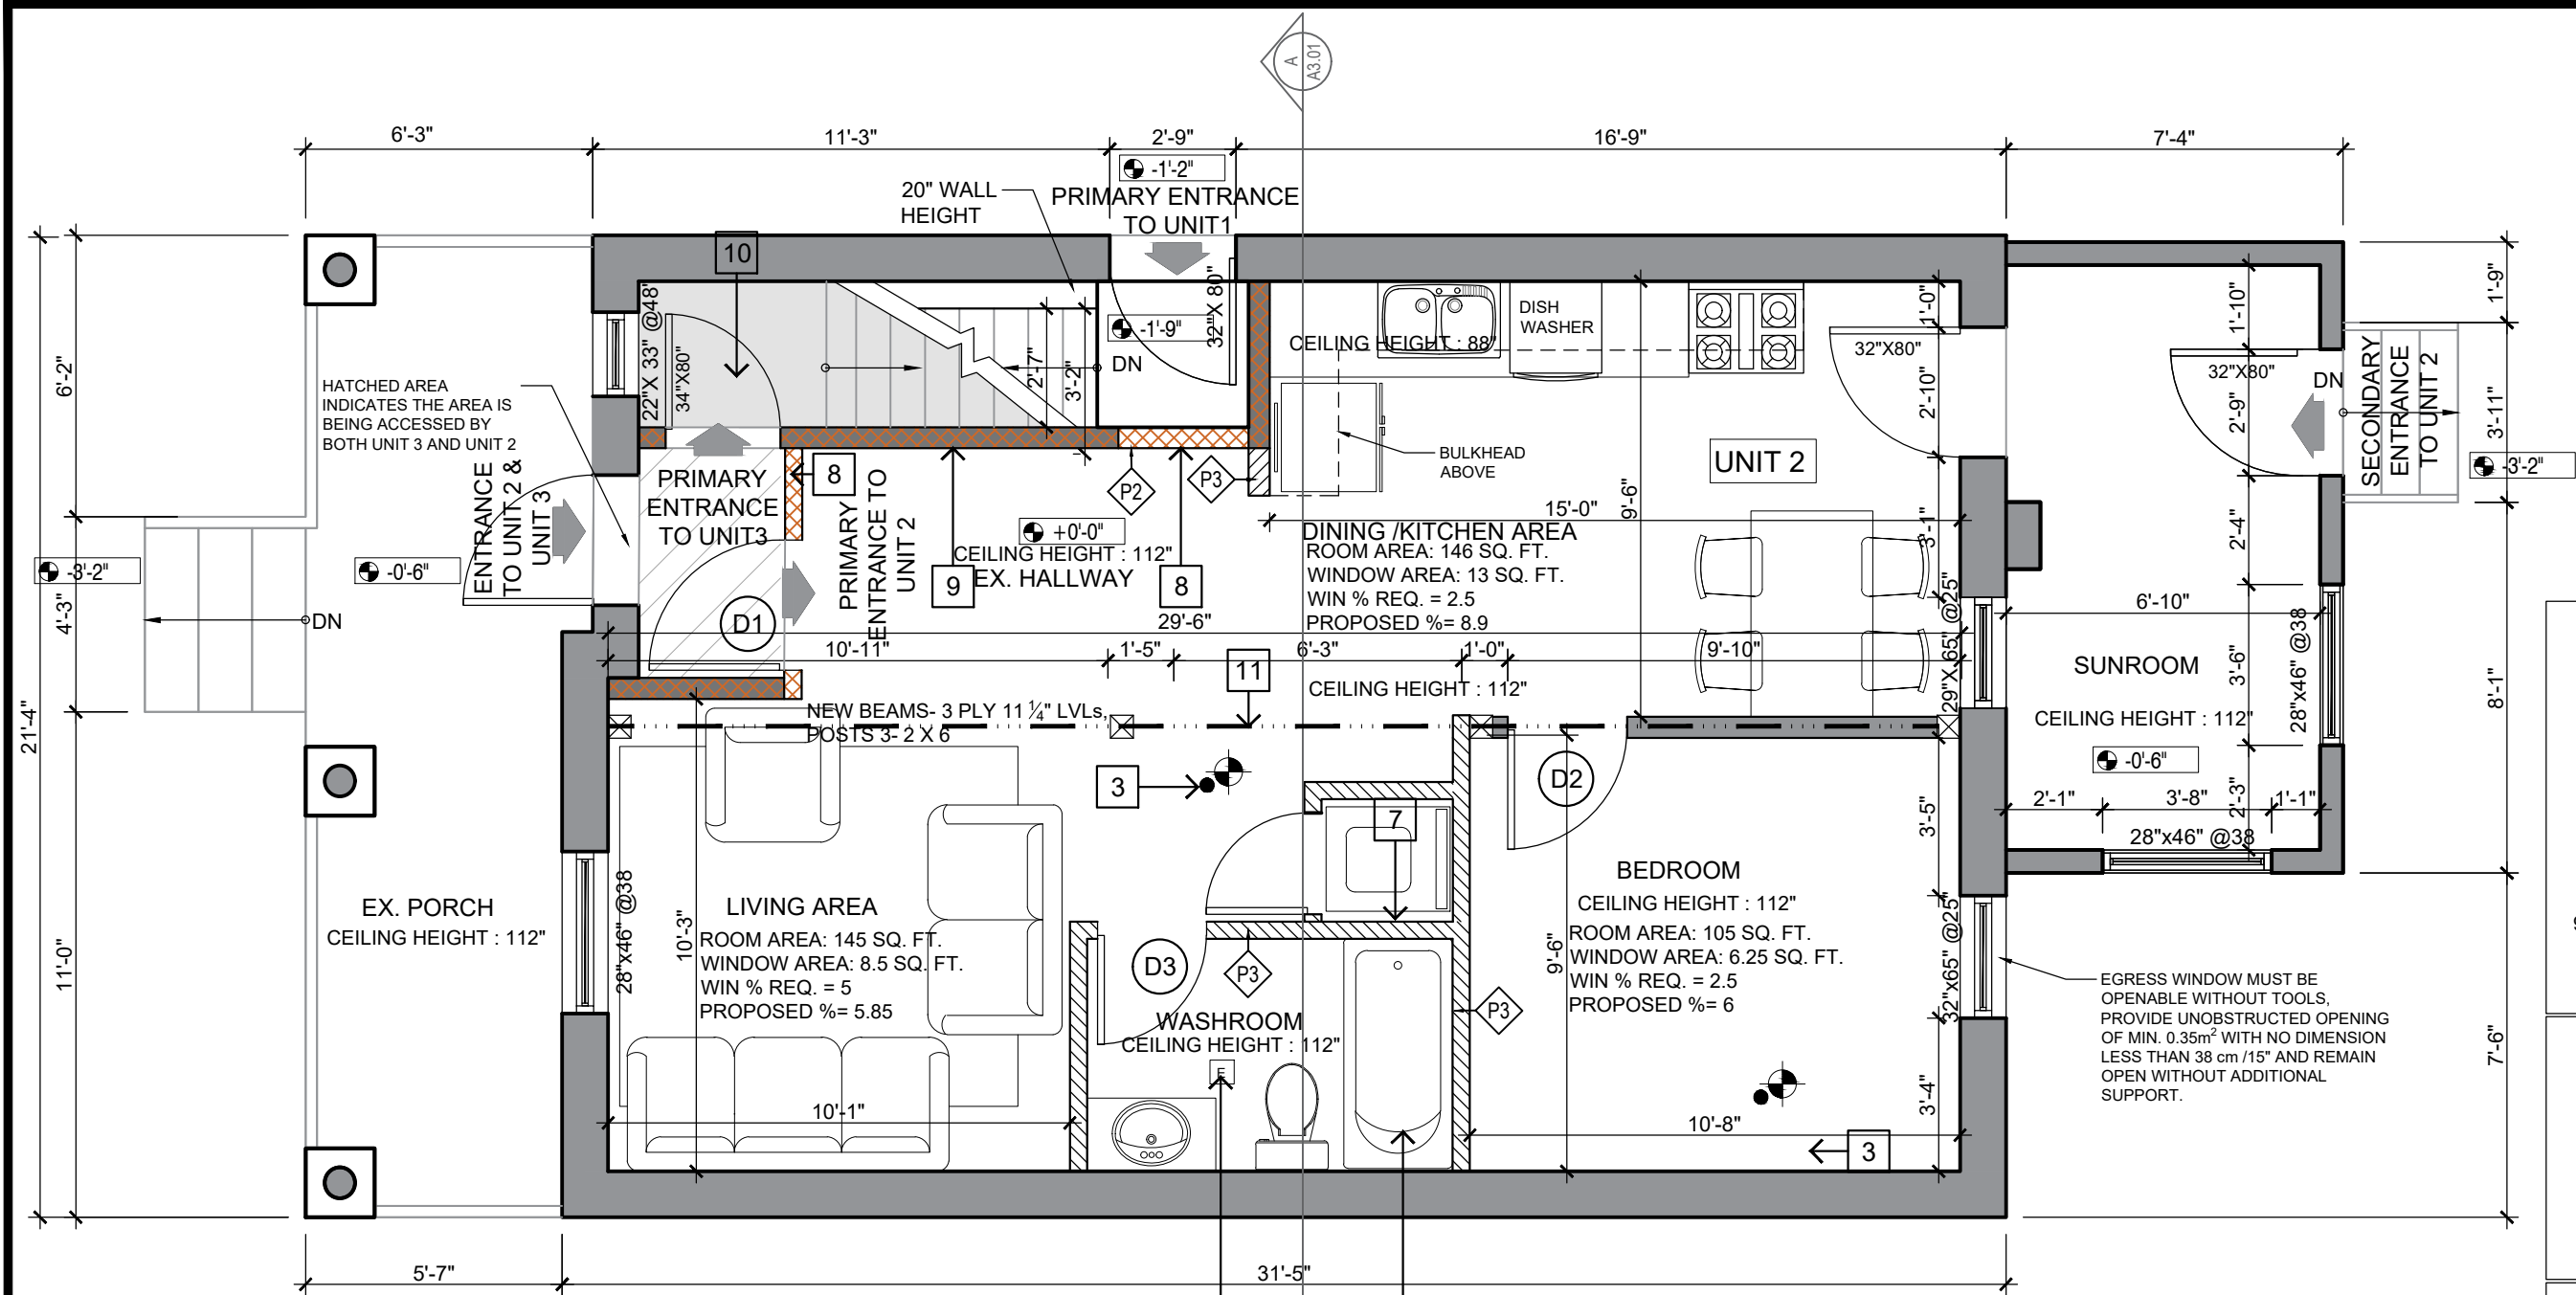 A
A3.01
6'-3"
11'-3"
2'-9"
16'-9"
7'-4"
-1'-2"
20" WALL
HEIGHT
PRIMARY ENTRANCE
TO UNIT1
10
22"X 33" @48'
34"X80"
32"X 80"
-1'-9"
DN
2'-7"
3'-2"
DISH
WASHER
CEILING HEIGHT : 88"
32"X80"
1'-0"
2'-10"
1'-10"
2'-9"
32"X80"
DN
SECONDARY
ENTRANCE
TO UNIT 2
1'-9"
3'-11"
-3'-2"
6'-2"
HATCHED AREA
INDICATES THE AREA IS
BEING ACCESSED BY
BOTH UNIT 3 AND UNIT 2
ENTRANCE
TO UNIT 2 &
UNIT 3
PRIMARY
ENTRANCE
TO UNIT3
8
PRIMARY
ENTRANCE TO
UNIT 2
P2
P3
BULKHEAD
ABOVE
UNIT 2
+0'-0"
CEILING HEIGHT : 112"
EX. HALLWAY
9
8
15'-0"
9'-6"
DINING /KITCHEN AREA
ROOM AREA: 146 SQ. FT.
WINDOW AREA: 13 SQ. FT.
WIN % REQ. = 2.5
PROPOSED %= 8.9
3'-1"
2'-4"
-3'-2"
-0'-6"
4'-3"
DN
D1
29'-6"
10'-11"
1'-5"
6'-3"
1'-0"
9'-10"
29"X 65" @25"
6'-10"
SUNROOM
CEILING HEIGHT : 112"
-0'-6"
3'-6"
28"x46" @38
8'-1"
21'-4"
11
CEILING HEIGHT : 112"
NEW BEAMS- 3 PLY 11 ¼" LVLs,
POSTS 3- 2 X 6
3
D2
7
3'-5"
2'-1"
3'-8"
1'-1"
2'-3"
28"x46" @38
EX. PORCH
CEILING HEIGHT : 112"
11'-0"
28"x46" @38
10'-3"
LIVING AREA
ROOM AREA: 145 SQ. FT.
WINDOW AREA: 8.5 SQ. FT.
WIN % REQ. = 5
PROPOSED %= 5.85
D3
P3
WASHROOM
CEILING HEIGHT : 112"
E
P3
BEDROOM
CEILING HEIGHT : 112"
ROOM AREA: 105 SQ. FT.
WINDOW AREA: 6.25 SQ. FT.
WIN % REQ. = 2.5
PROPOSED %= 6
9'-6"
32"x65" @25"
EGRESS WINDOW MUST BE
OPENABLE WITHOUT TOOLS,
PROVIDE UNOBSTRUCTED OPENING
OF MIN. 0.35m² WITH NO DIMENSION
LESS THAN 38 cm /15" AND REMAIN
OPEN WITHOUT ADDITIONAL
SUPPORT.
7'-6"
3'-4"
10'-1"
10'-8"
3
5'-7"
31'-5"